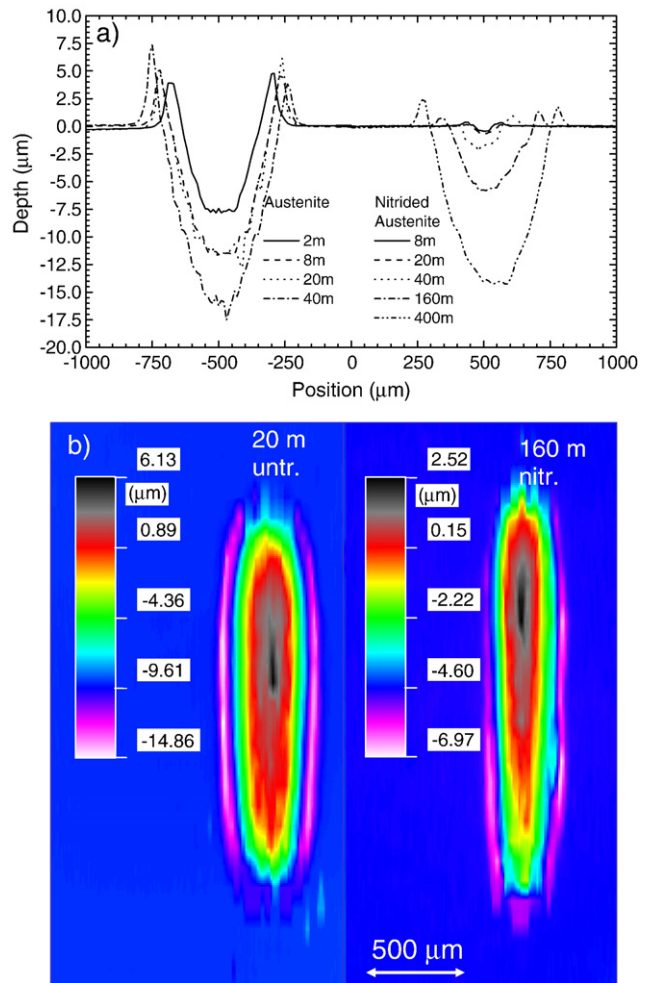 a)
10.0
7.5
5.0
2.5
0.0
-2.5
-5.0
-7.5
-10.0
-12.5
-15.0
-17.5
-20.0
Depth (μm)
Austenite
2m
8m
20m
40m
Nitrided
Austenite
8m
20m
40m
160m
400m
-1000 -750 -500 -250 0 250 500 750 1000
Position (μm)
b)
6.13
(μm)
0.89
-4.36
-9.61
-14.86
20 m
untr.
2.52
(μm)
0.15
-2.22
-4.60
-6.97
160 m
nitr.
500 μm